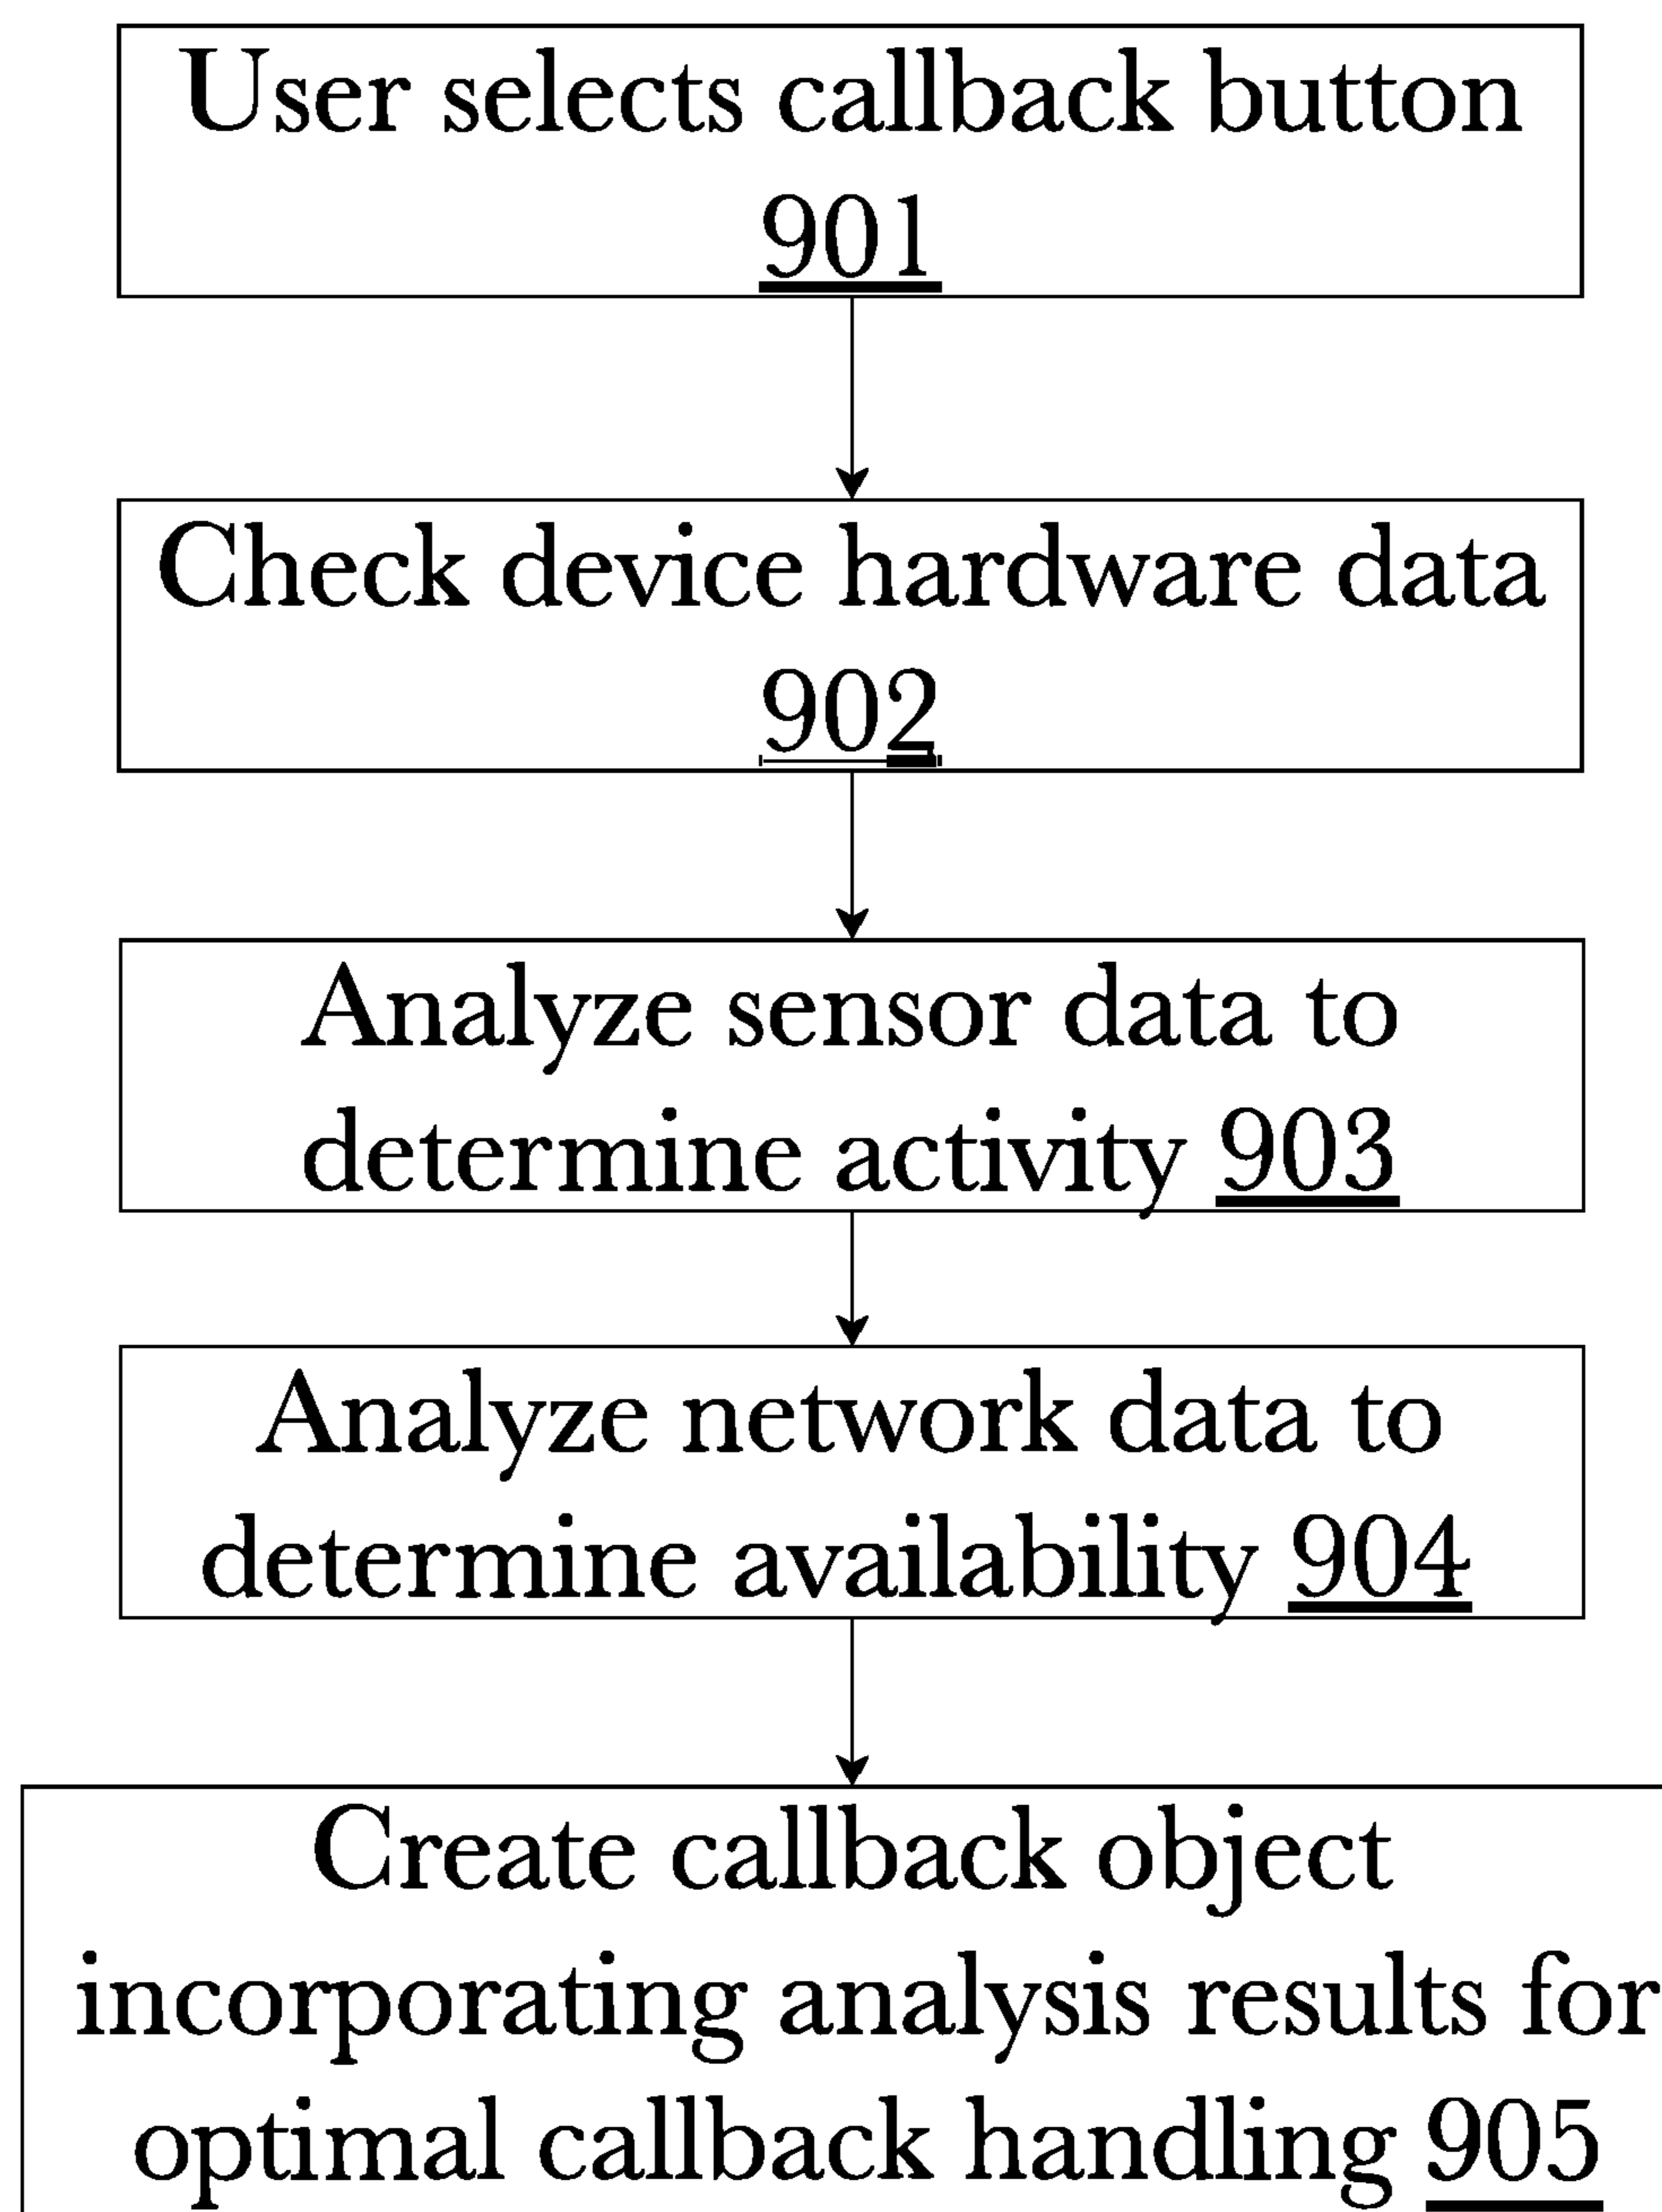 User selects callback button
901
Check device hardware data
902
Analyze sensor data to
determine activity 903
Analyze network data to
determine availability 904
Create callback object
incorporating analysis results for
optimal callback handling 905